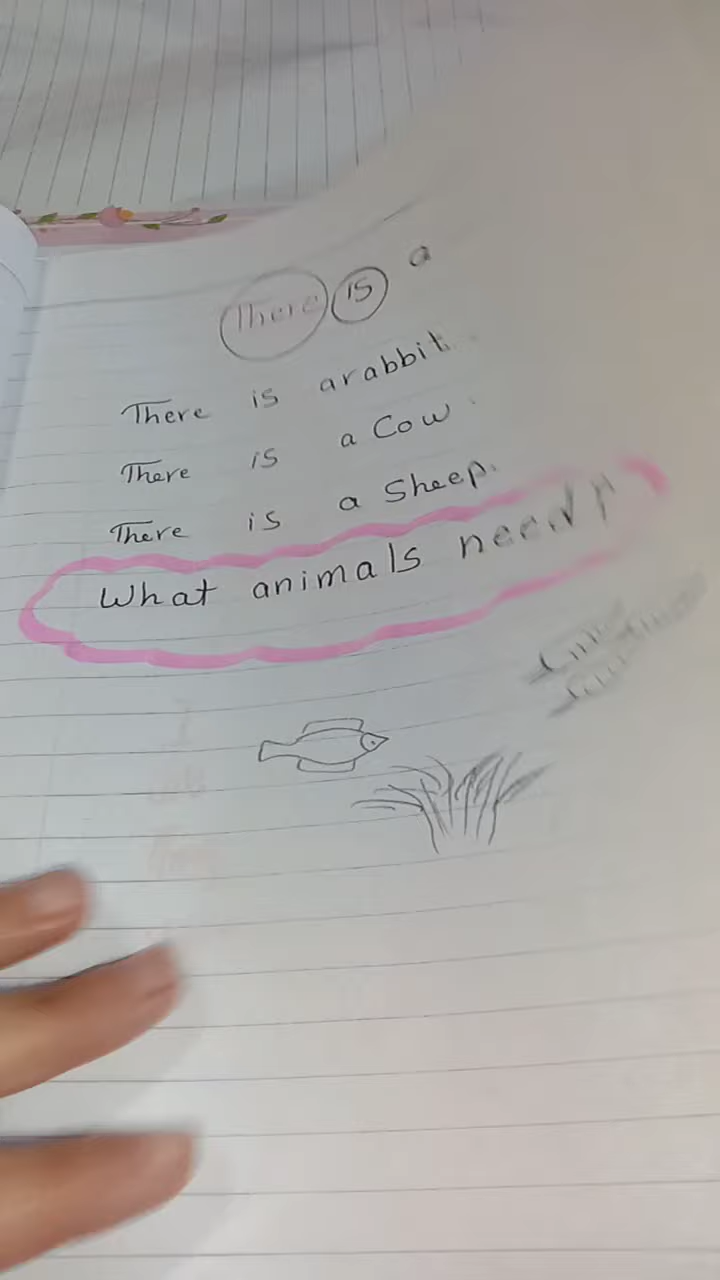 There is a
There is arabbit.
There is a Cow.
There is a Sheep.
What animals need